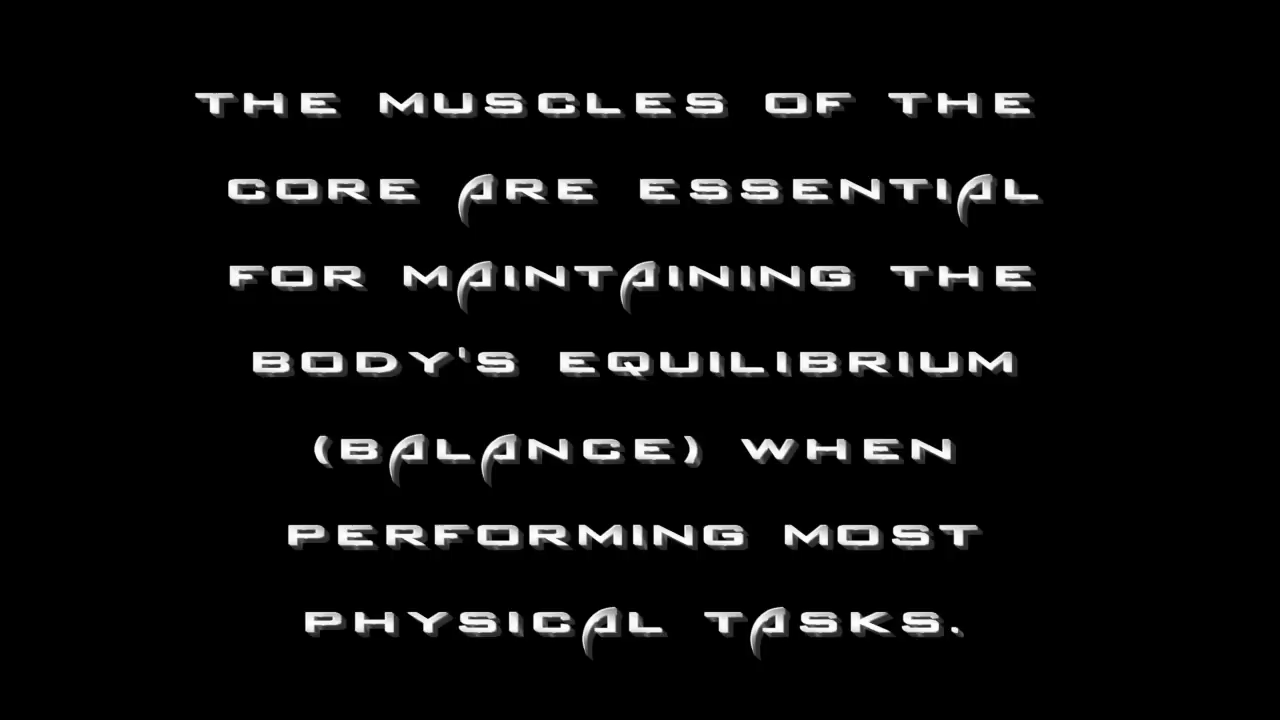 THE MUSCLES OF THE
CORE ARE ESSENTIAL
FOR MAINTAINING THE
BODY'S EQUILIBRIUM
(BALANCE) WHEN
PERFORMING MOST
PHYSICAL TASKS.